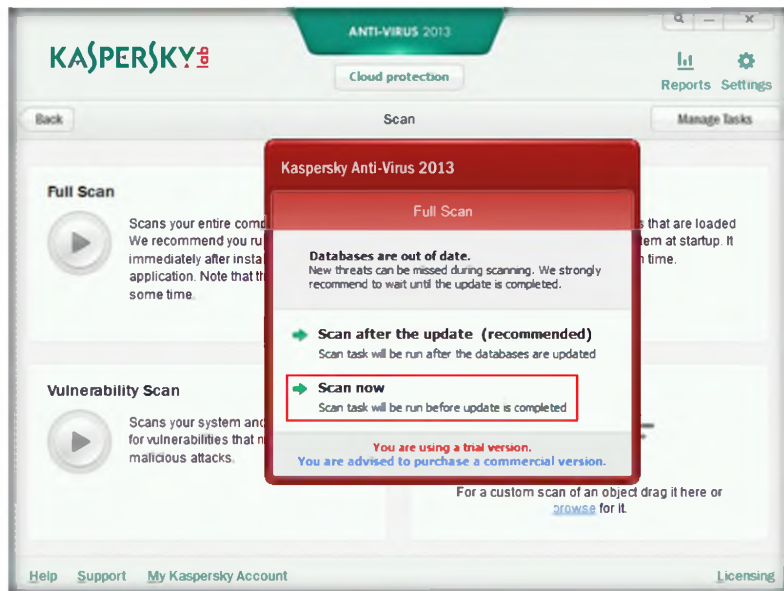 ANTI-VIRUS 2013
KASPERSKY lab
Cloud protection
Reports Settings
Back
Scan
Manage Tasks
Kaspersky Anti-Virus 2013
Full Scan
Databases are out of date.
New threats can be missed during scanning. We strongly
recommend to wait until the update is completed.
Scan after the update (recommended)
Scan task will be run after the databases are updated
Scan now
Scan task will be run before update is completed
You are using a trial version.
You are advised to purchase a commercial version.
Full Scan
Scans your entire
We recommend you
immediately after
application. Note that
some time.
that are loaded
at startup. It
time.
Vulnerability Scan
Scans your system and
for vulnerabilities that
malicious attacks.
For a custom scan of an object drag it here or
browse for it.
Help Support My Kaspersky Account
Licensing